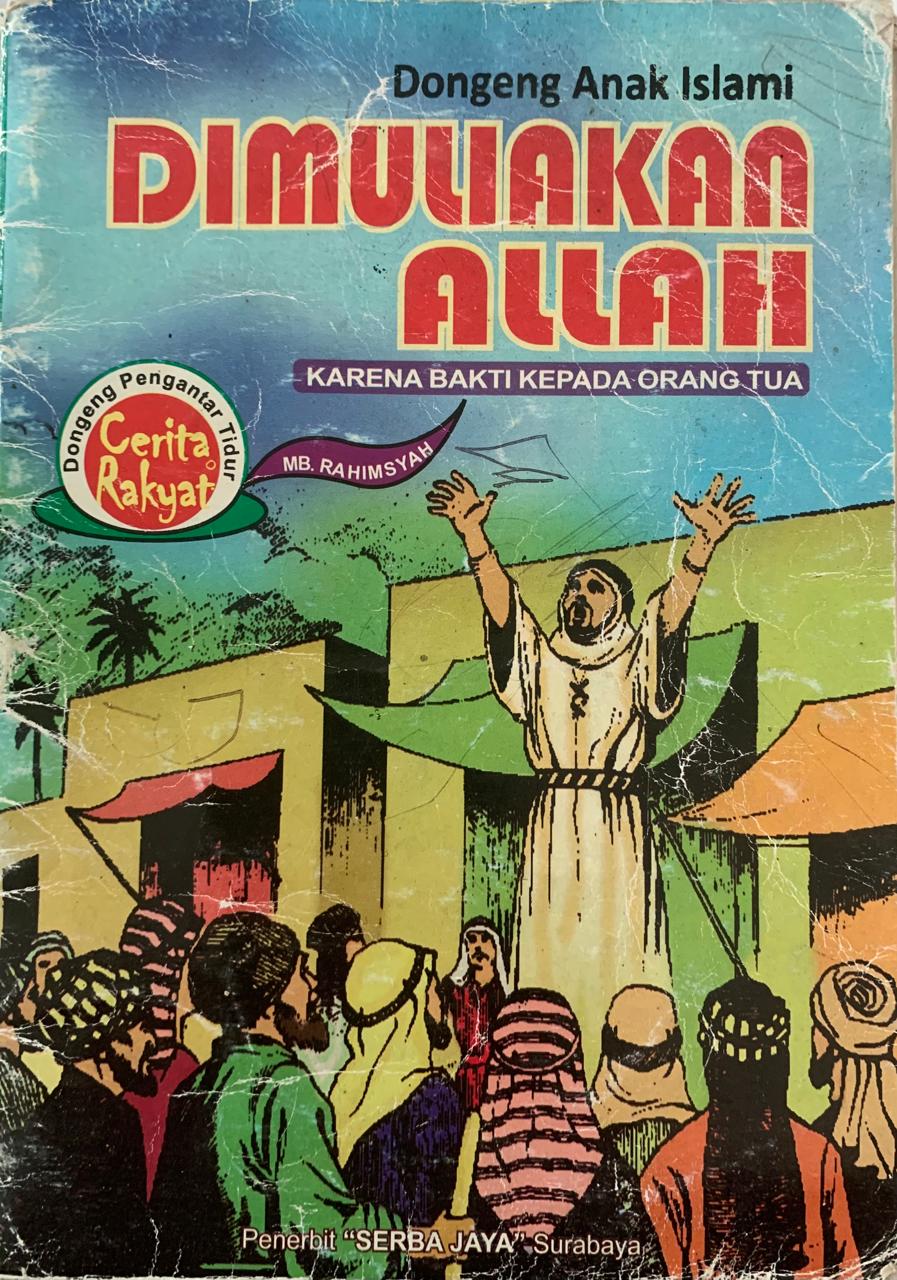 Dongeng Anak Islami
DIMULIAKAN
ALLAH
KARENA BAKTI KEPADA ORANG TUA
Dongeng Pengantar Tidur
Cerita
Rakyat
MB. RAHIMSYAH
Penerbit "SERBA JAYA" Surabaya